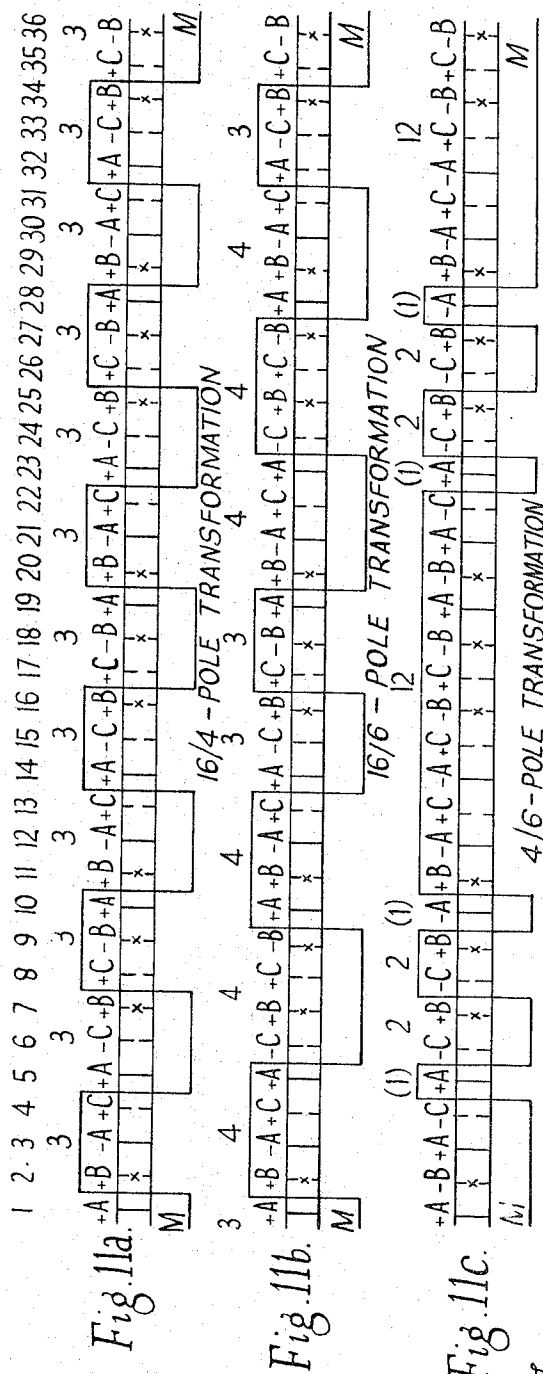 1 2 3 4 5 6 7 8 9 10 11 12 13 14 15 16 17 18 19 20 21 22 23 24 25 26 27 28 29 30 31 32 33 34 35 36
3 3 3 3 3 3 3 3 3 3 3 3
Fig.11a. +A +B -A +C +A -C +B +C -B +A +B -A +C +A -C +B +C -B +A +B -A +C +A -C +B +C -B +A +B -A +C +A -C +B +C -B
M M
16/4-POLE TRANSFORMATION
3 4 4 4 3 3 4 4 4 3
Fig.11b. +A +B -A +C +A -C +B +C -B +A +B -A +C +A -C +B +C -B +A +B -A +C +A -C +B +C -B +A +B -A +C +A -C +B +C -B
M M
16/6-POLE TRANSFORMATION
(1) 2 2 (1) 12 (1) 2 2 (1) 12
Fig.11c. +A -B +A -C +A -C +B -C +B -A +B -A +C -A +C -B +C -B +A -B +A -C +A -C +B -C +B -A +B -A +C -A +C -B +C -B
M M
4/6-POLE TRANSFORMATION